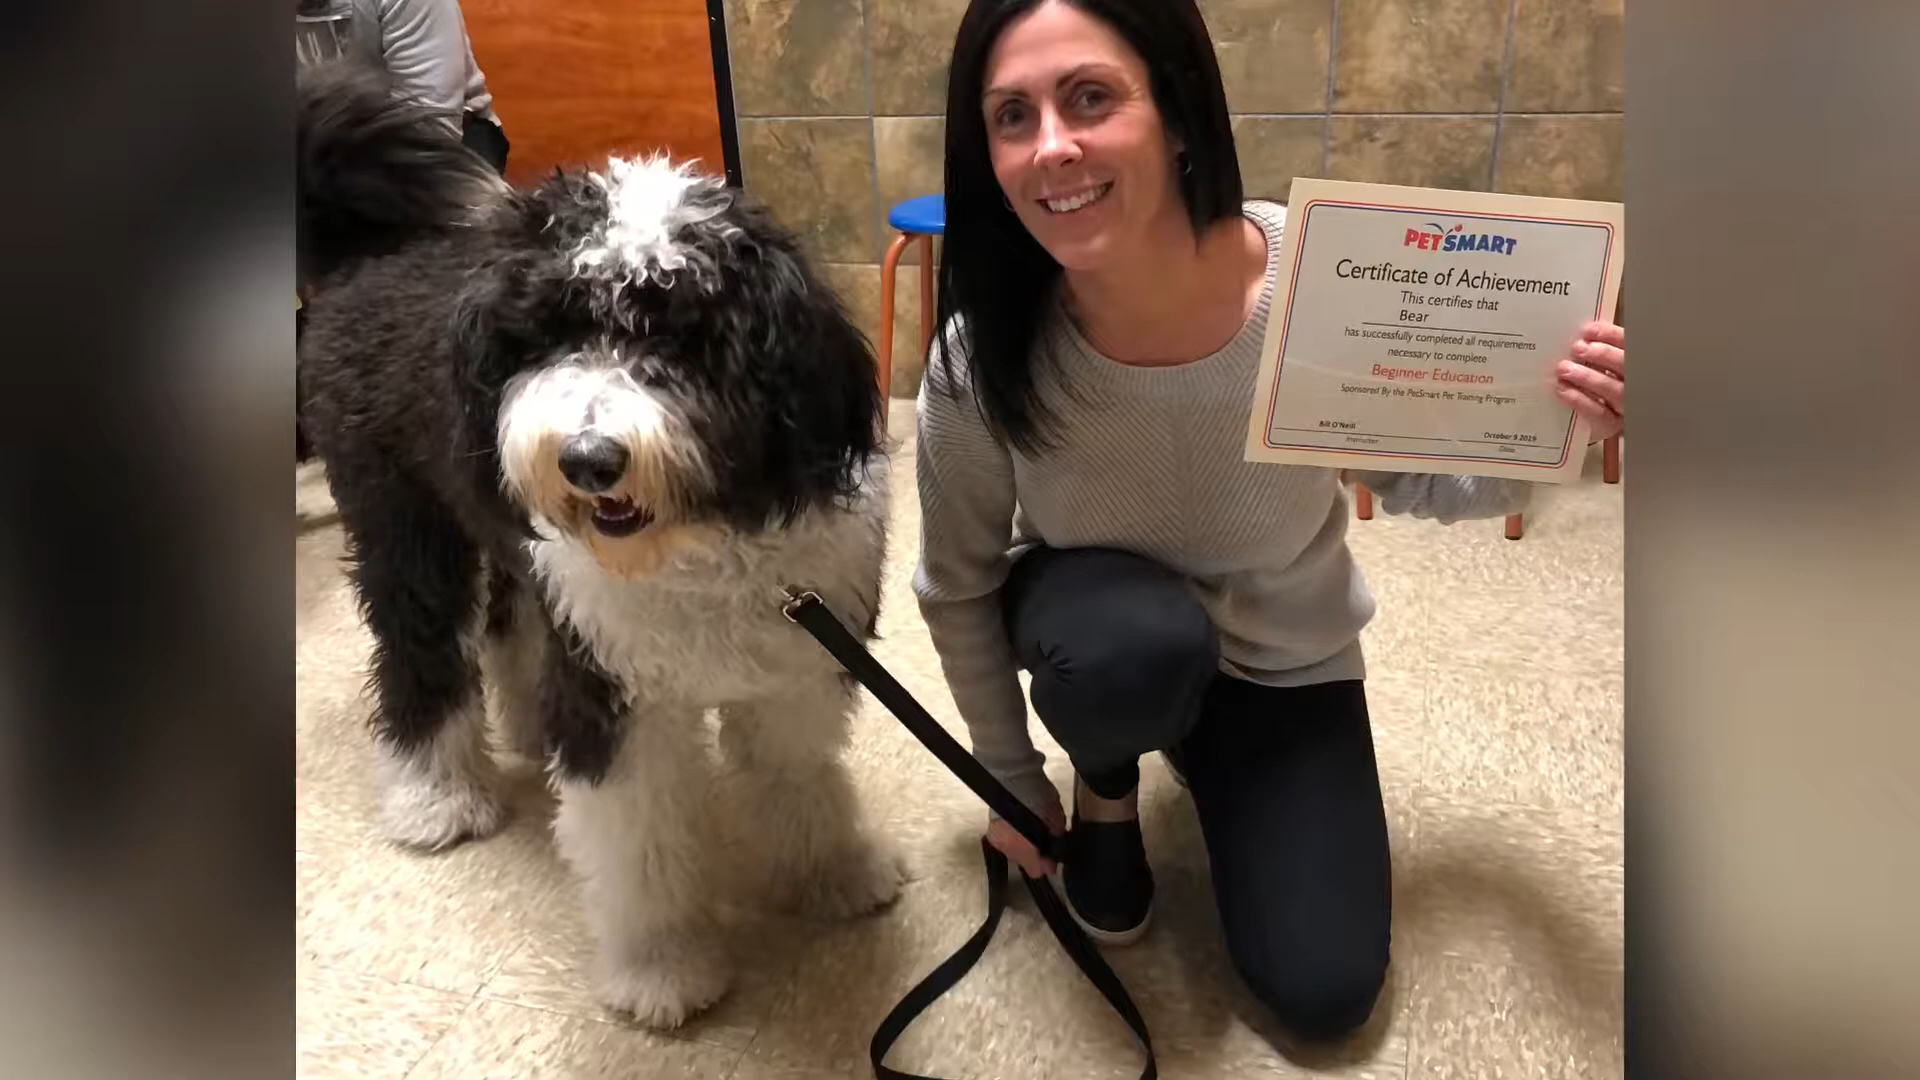 PETSMART
Certificate of Achievement
This certifies that
Bear
has successfully completed all requirements
necessary to complete
Beginner Education
Sponsored By the PetSmart Pet Training Program
Bill O'Neill
October 9 2019
Instructor
Date